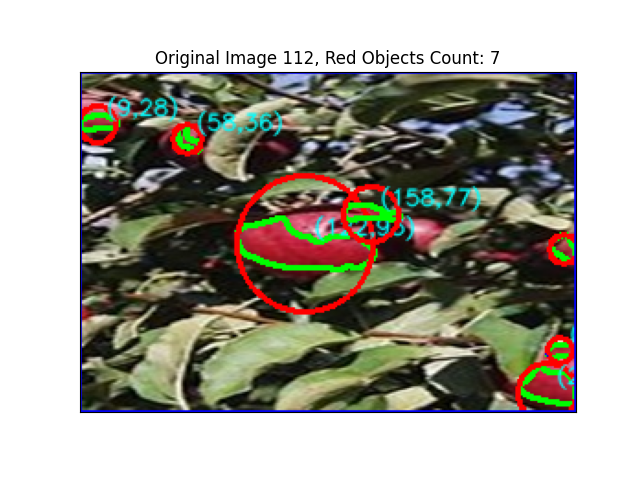 Original Image 112, Red Objects Count: 7
(9,28)
(58,36)
(158,77)